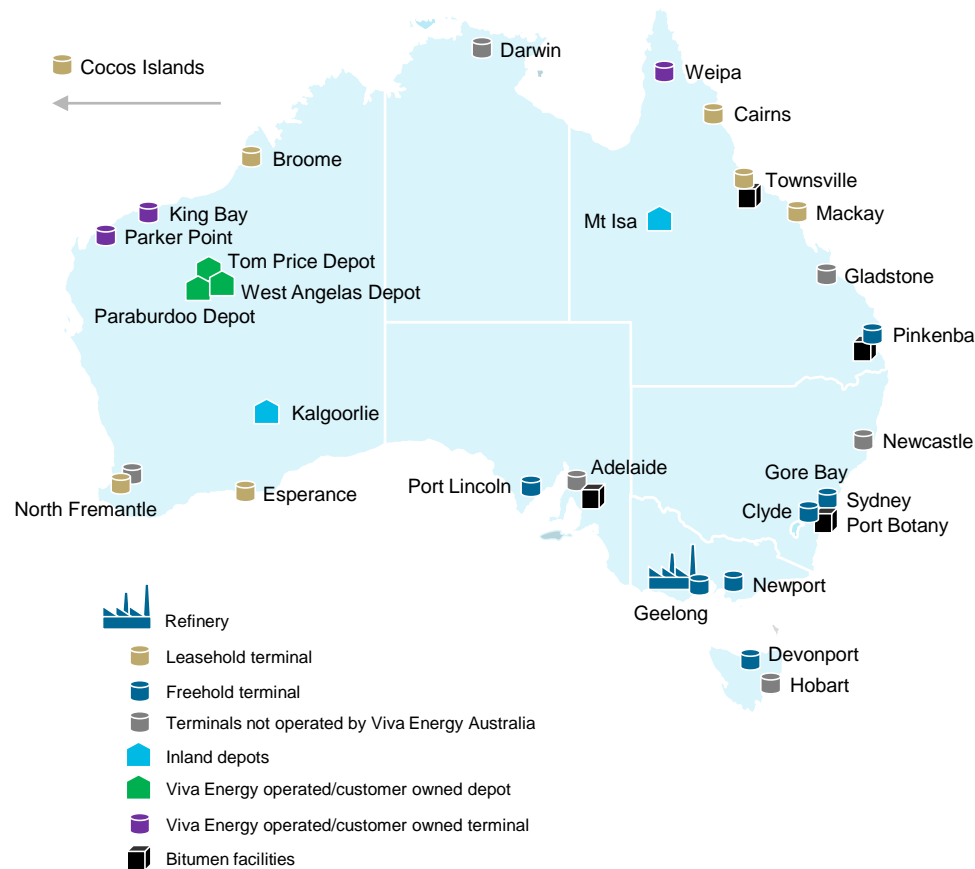 Darwin
Cocos Islands
Weipa
Cairns
Broome
Townsville
King Bay
Mackay
Mt Isa
Parker Point
Tom Price Depot
Gladstone
West Angelas Depot
Paraburdoo Depot
Pinkenba
Kalgoorlie
Newcastle
Adelaide
Gore Bay
Port Lincoln
Esperance
Sydney
North Fremantle
Clyde
Port Botany
Newport
Geelong
Refinery
Devonport
Leasehold terminal
Hobart
Freehold terminal
Terminals not operated by Viva Energy Australia
Inland depots
Viva Energy operated/customer owned depot
Viva Energy operated/customer owned terminal
Bitumen facilities